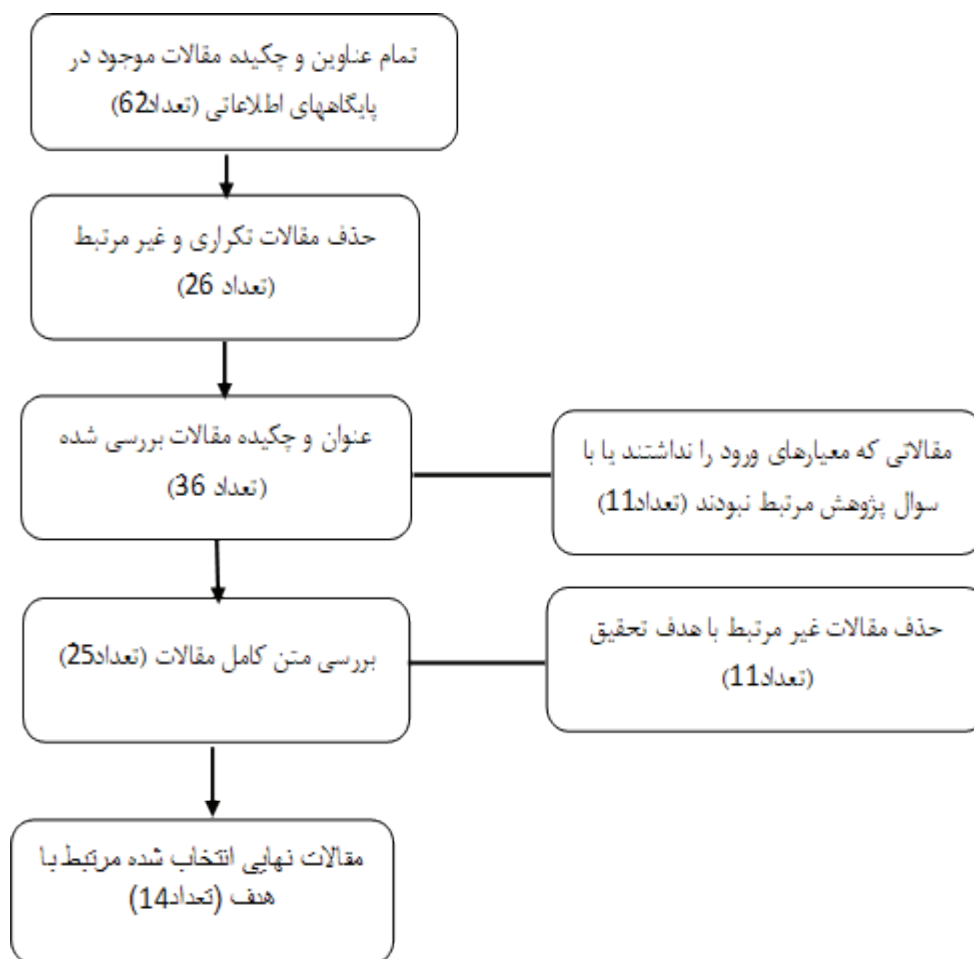 تمام عناوین و چکیده مقالات موجود در
پایگاههای اطلاعاتی (تعداد62)
حذف مقالات تکراری و غیر مرتبط
(تعداد 26)
عنوان و چکیده مقالات بررسی شده
(تعداد 36)
مقالاتی که معیارهای ورود را نداشتند یا با
سوال پژوهش مرتبط نبودند (تعداد11)
بررسی متن کامل مقالات (تعداد25)
حذف مقالات غیر مرتبط با هدف تحقیق
(تعداد11)
مقالات نهایی انتخاب شده مرتبط با
هدف (تعداد14)